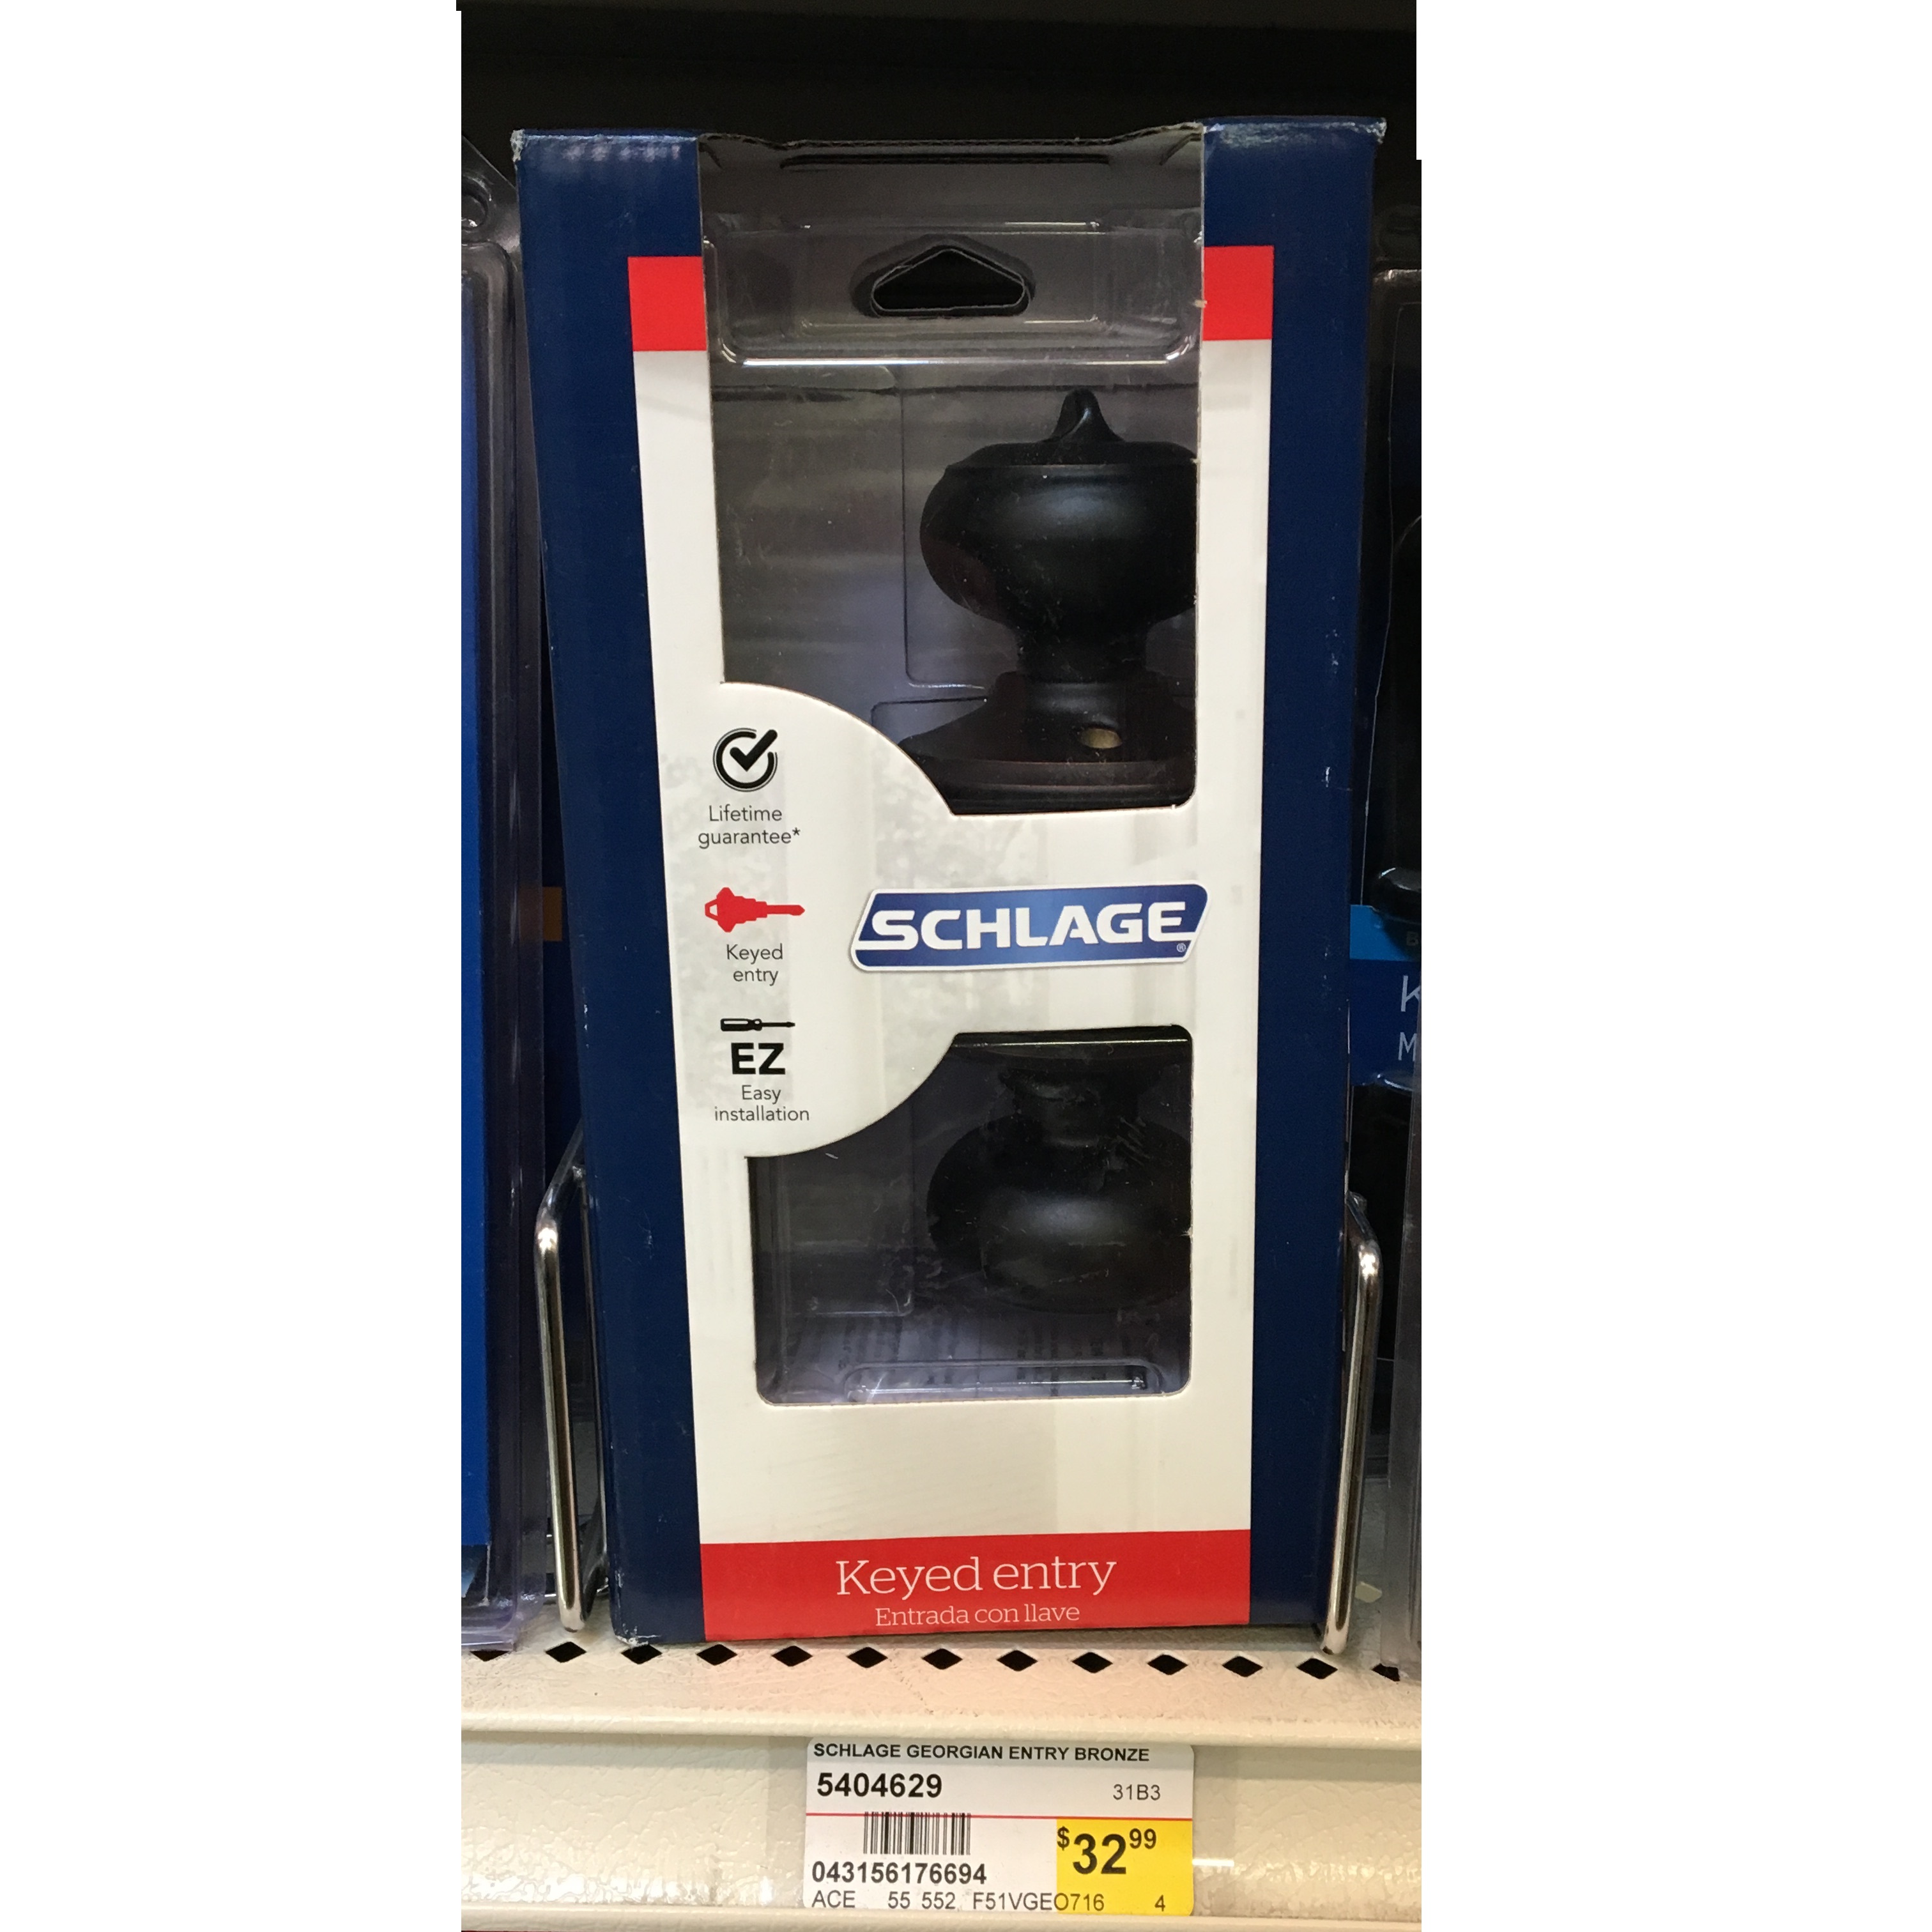 Lifetime
guarantee*
Keyed
entry
EZ
Easy
installation
SCHLAGE®
Keyed entry
Entrada con llave
K
M
SCHLAGE GEORGIAN ENTRY BRONZE
5404629 31B3
$32 99
043156176694
ACE 55 552 F51VGEO716 4